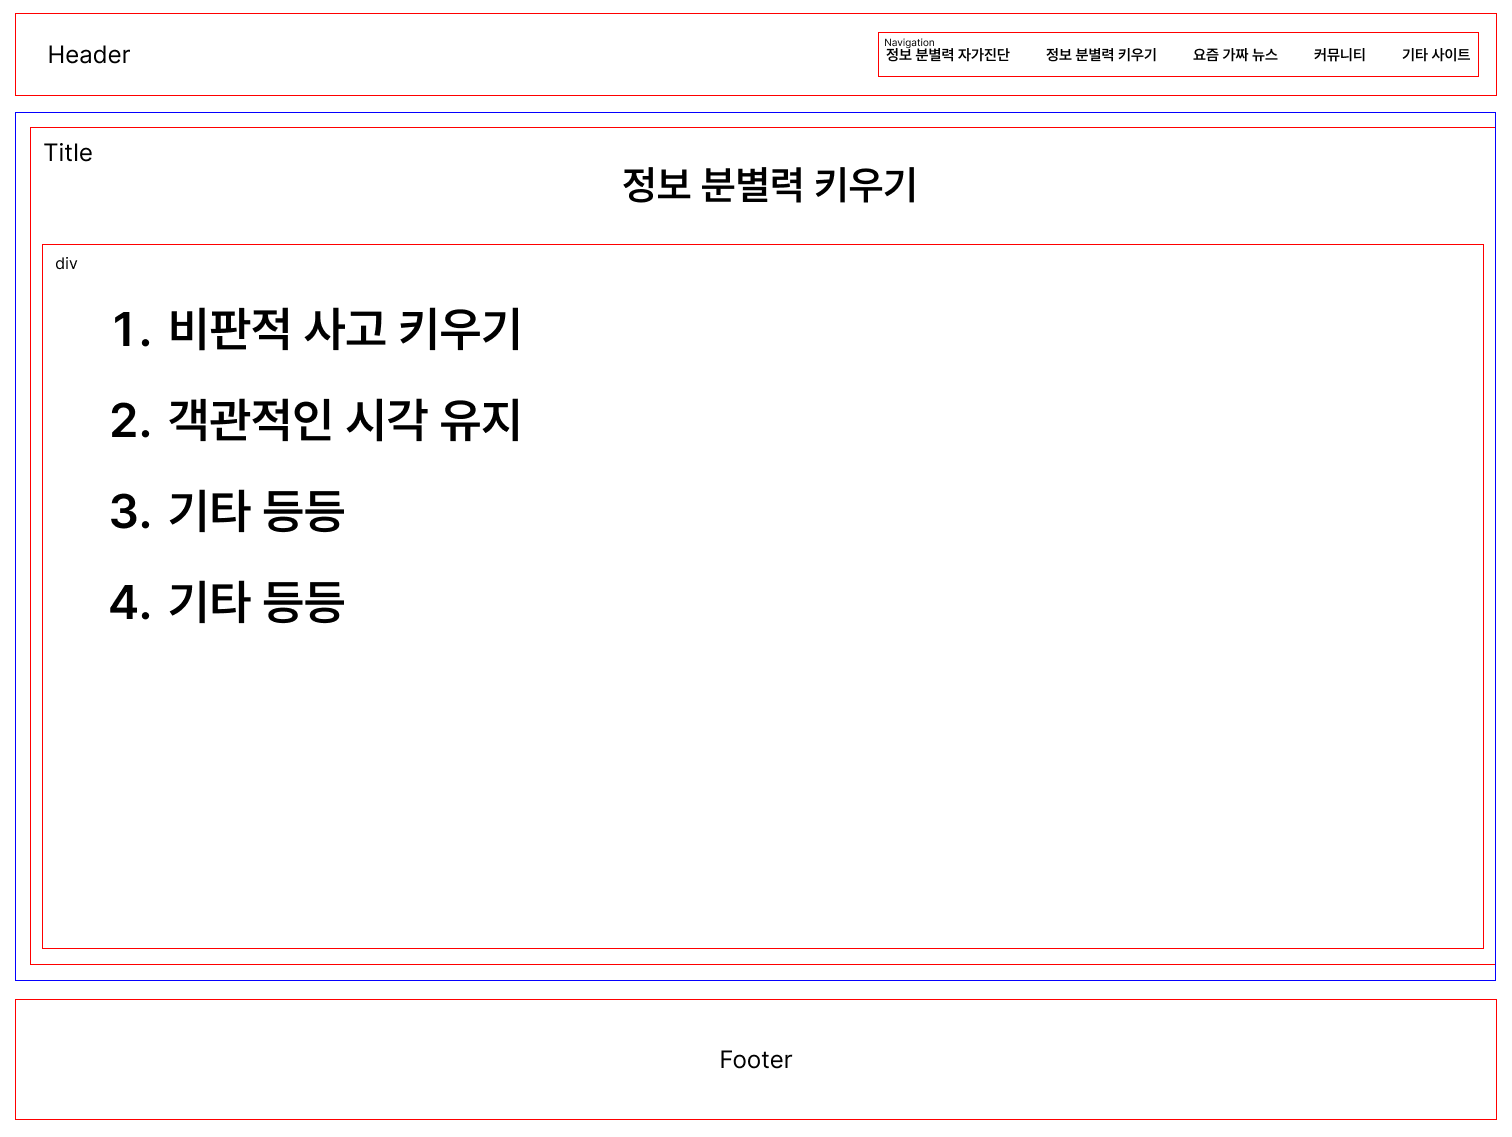 Header
Navigation
정보 분별력 자가진단 정보 분별력 키우기 요즘 가짜 뉴스 커뮤니티 기타 사이트
Title
정보 분별력 키우기
div
1. 비판적 사고 키우기
2. 객관적인 시각 유지
3. 기타 등등
4. 기타 등등
Footer